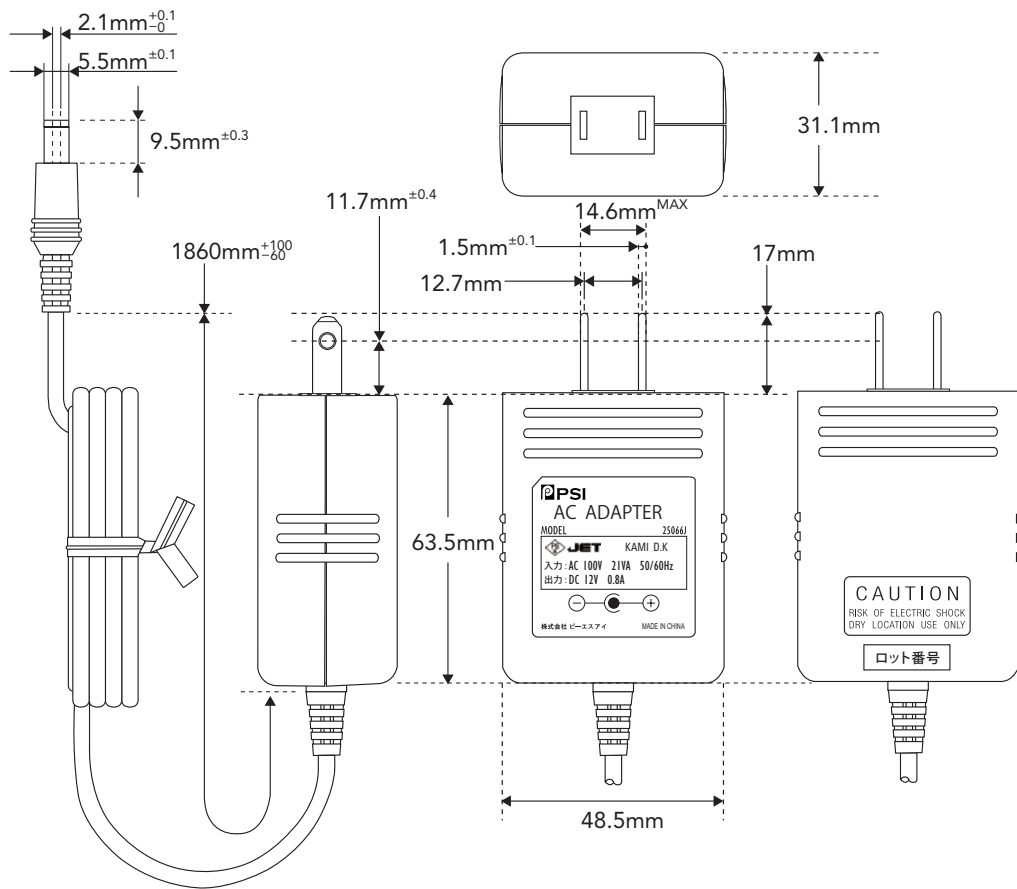 2.1mm +0.1 −0
5.5mm ±0.1
9.5mm ±0.3
31.1mm
11.7mm ±0.4
14.6mm MAX
1860mm +100 −60
1.5mm ±0.1
17mm
12.7mm
63.5mm
PSI
AC ADAPTER
MODEL 25066J
PS E JET KAMI D.K
入力:AC 100V 21VA 50/60Hz
出力:DC 12V 0.8A
− +
株式会社 ピーエスアイ MADE IN CHINA
CAUTION
RISK OF ELECTRIC SHOCK
DRY LOCATION USE ONLY
ロット番号
48.5mm